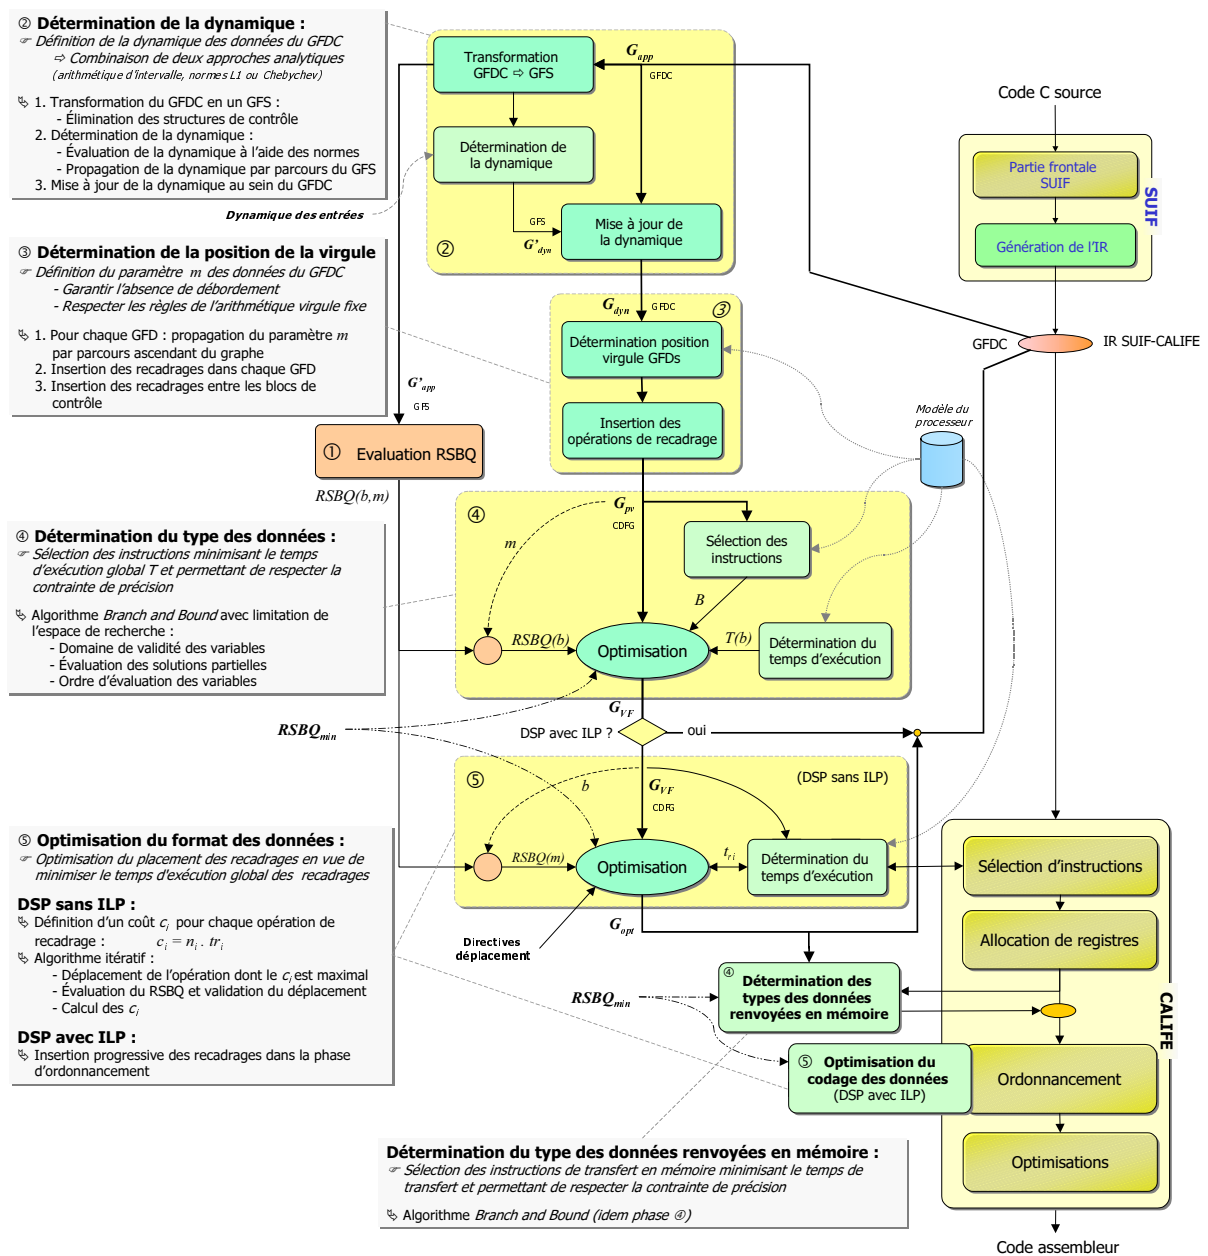 ② Détermination de la dynamique :
☞ Définition de la dynamique des données du GFDC
⇨ Combinaison de deux approches analytiques
(arithmétique d'intervalle, normes L1 ou Chebychev)
1. Transformation du GFDC en un GFS :
- Élimination des structures de contrôle
2. Détermination de la dynamique :
- Évaluation de la dynamique à l'aide des normes
- Propagation de la dynamique par parcours du GFS
3. Mise à jour de la dynamique au sein du GFDC
Dynamique des entrées
Transformation
GFDC ⇨ GFS
G_app
GFDC
Détermination de
la dynamique
GFS
G'_dyn
Mise à jour de
la dynamique
②
Code C source
Partie frontale
SUIF
Génération de l'IR
SUIF
GFDC
IR SUIF-CALIFE
③ Détermination de la position de la virgule
☞ Définition du paramètre m des données du GFDC
- Garantir l'absence de débordement
- Respecter les règles de l'arithmétique virgule fixe
1. Pour chaque GFD : propagation du paramètre m
par parcours ascendant du graphe
2. Insertion des recadrages dans chaque GFD
3. Insertion des recadrages entre les blocs de
contrôle
G_dyn
GFDC
③
Détermination position
virgule GFDs
Insertion des
opérations de recadrage
G'_app
GFS
① Evaluation RSBQ
RSBQ(b,m)
Modèle du
processeur
④ Détermination du type des données :
☞ Sélection des instructions minimisant le temps
d'exécution global T et permettant de respecter la
contrainte de précision
Algorithme Branch and Bound avec limitation de
l'espace de recherche :
- Domaine de validité des variables
- Évaluation des solutions partielles
- Ordre d'évaluation des variables
④
G_pv
CDFG
m
Sélection des
instructions
B
RSBQ(b)
Optimisation
T(b)
Détermination du
temps d'exécution
G_VF
RSBQ_min
DSP avec ILP ?
oui
⑤
b
G_VF
CDFG
(DSP sans ILP)
RSBQ(m)
Optimisation
t_ri
Détermination du
temps d'exécution
Directives
déplacement
G_opt
⑤ Optimisation du format des données :
☞ Optimisation du placement des recadrages en vue de
minimiser le temps d'exécution global des recadrages
DSP sans ILP :
Définition d'un coût c_i pour chaque opération de
recadrage : c_i = n_i . tr_i
Algorithme itératif :
- Déplacement de l'opération dont le c_i est maximal
- Évaluation du RSBQ et validation du déplacement
- Calcul des c_i
DSP avec ILP :
Insertion progressive des recadrages dans la phase
d'ordonnancement
RSBQ_min
④ Détermination des
types des données
renvoyées en mémoire
⑤ Optimisation du
codage des données
(DSP avec ILP)
Sélection d'instructions
Allocation de registres
CALIFE
Ordonnancement
Optimisations
Code assembleur
Détermination du type des données renvoyées en mémoire :
☞ Sélection des instructions de transfert en mémoire minimisant le temps de
transfert et permettant de respecter la contrainte de précision
Algorithme Branch and Bound (idem phase ④)